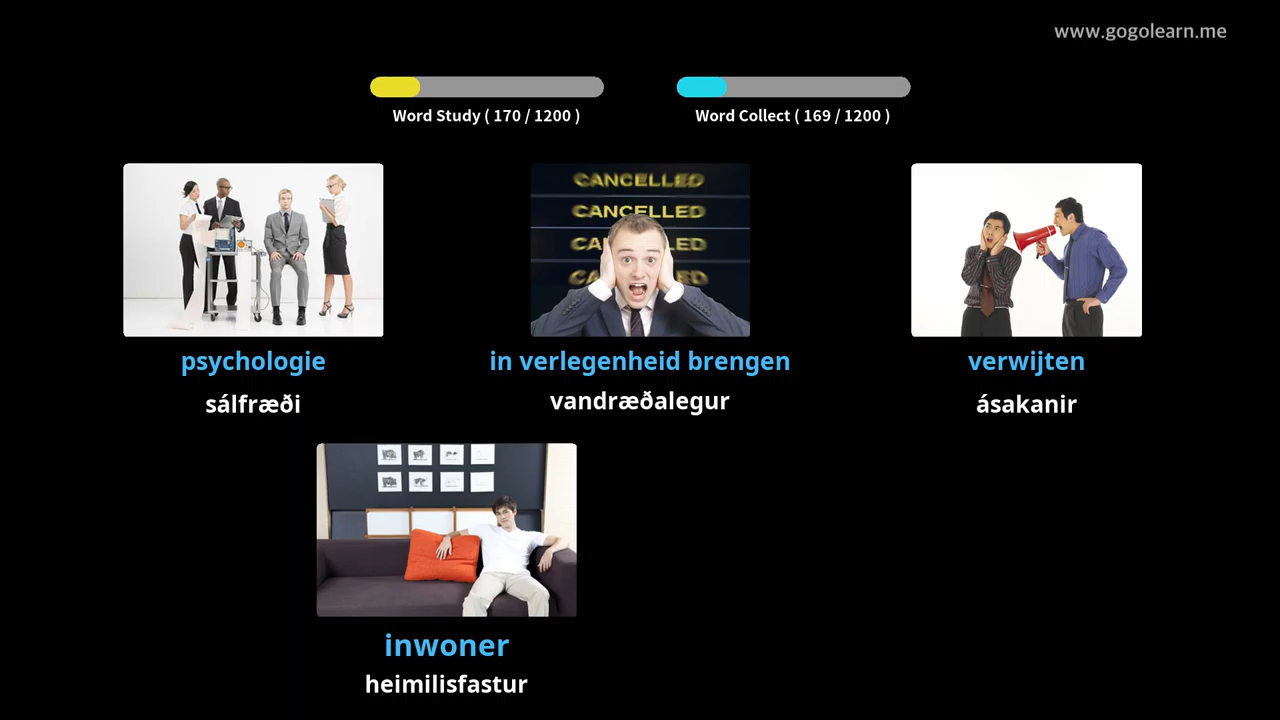 www.gogolearn.me
Word Study ( 170 / 1200 )
Word Collect ( 169 / 1200 )
CANCELLED
CANCELLED
psychologie
in verlegenheid brengen
verwijten
sálfræði
vandræðalegur
ásakanir
inwoner
heimilisfastur